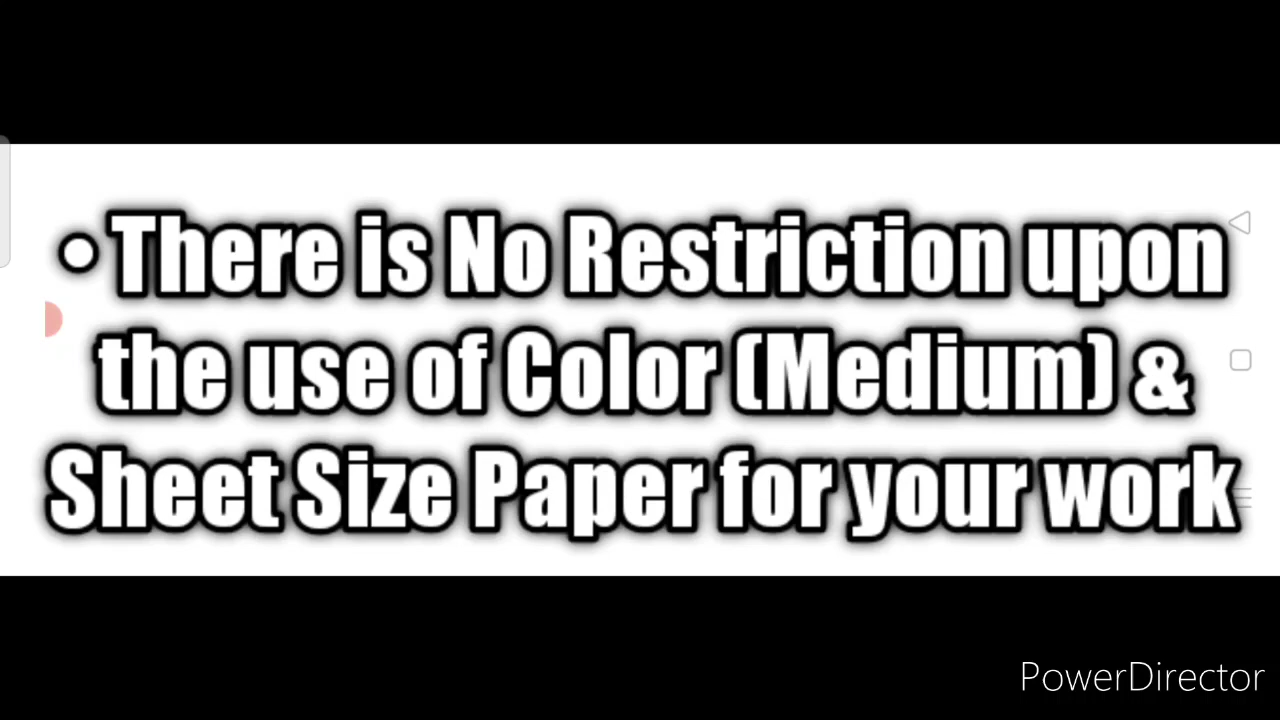 • There is No Restriction upon
the use of Color (Medium) &
Sheet Size Paper for your work
PowerDirector